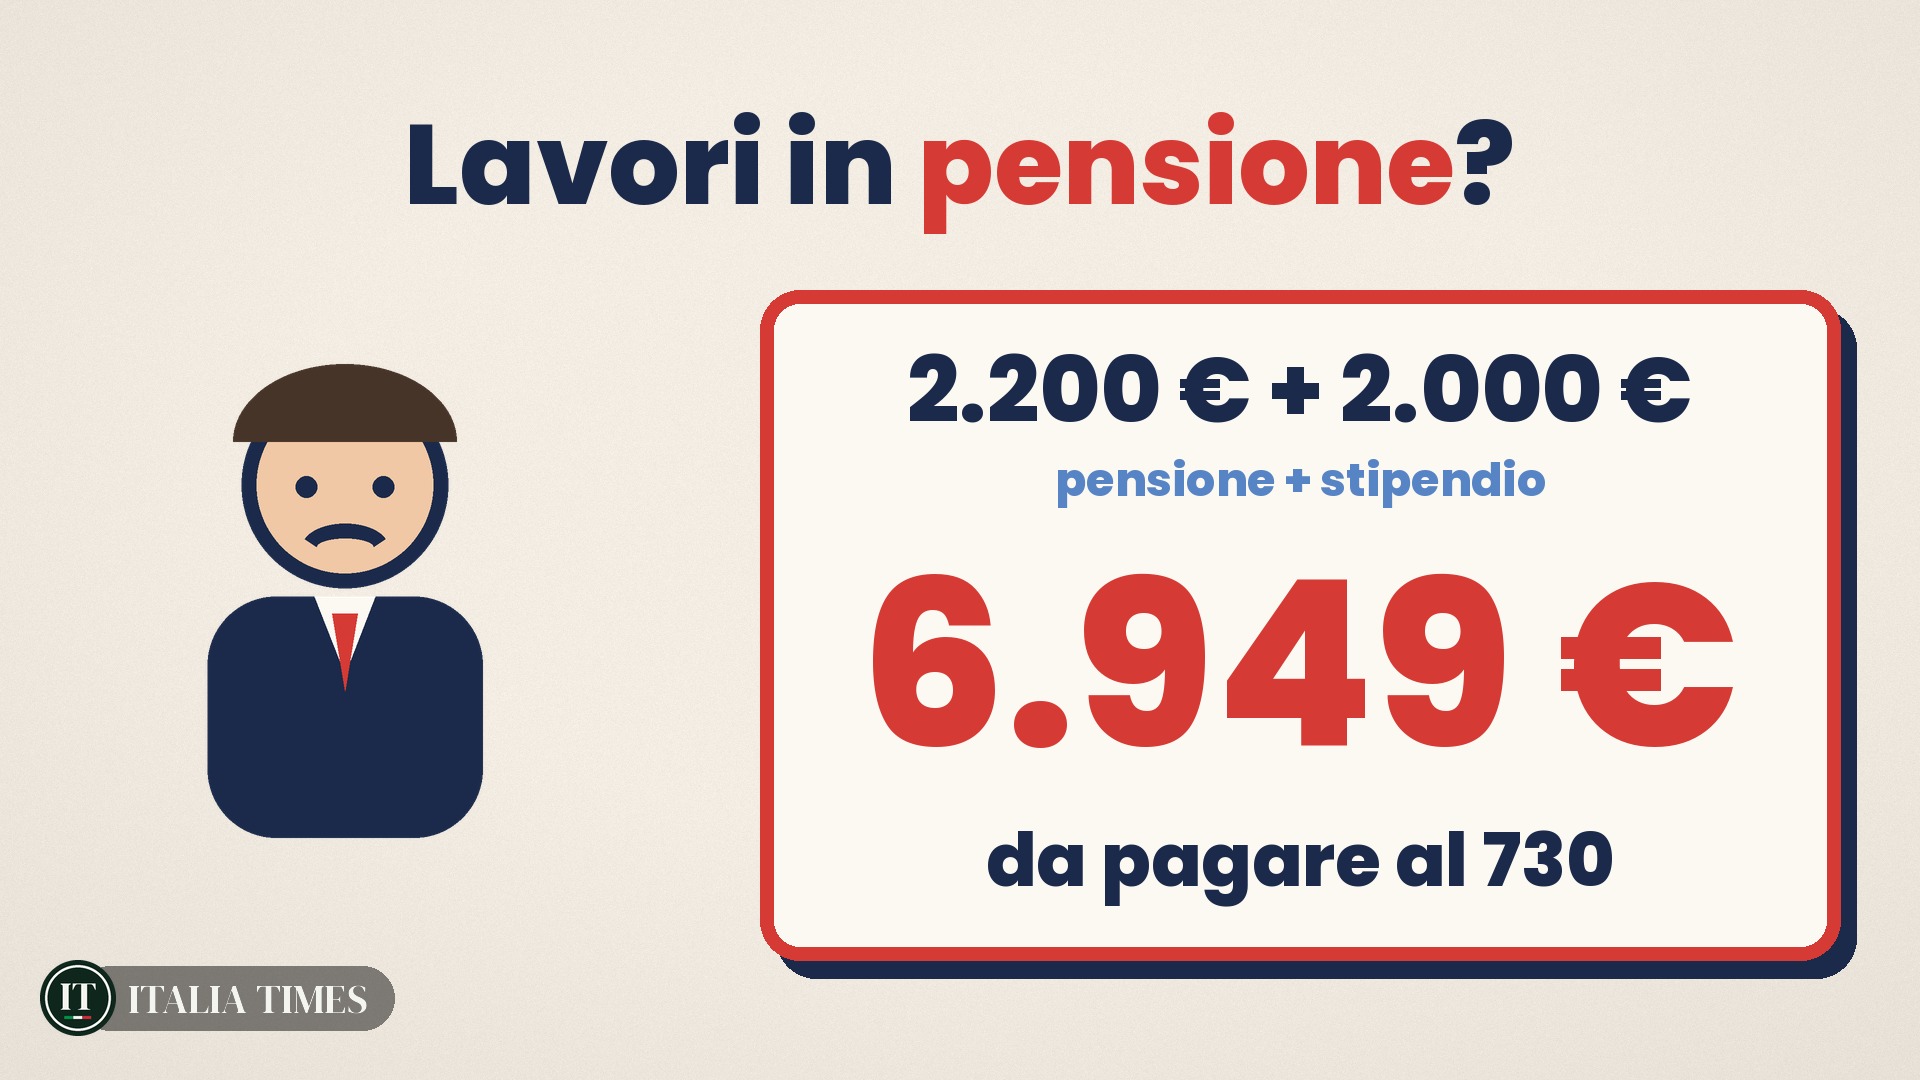 Lavori in pensione?
2.200 € + 2.000 €
pensione + stipendio
6.949 €
da pagare al 730
IT ITALIA TIMES